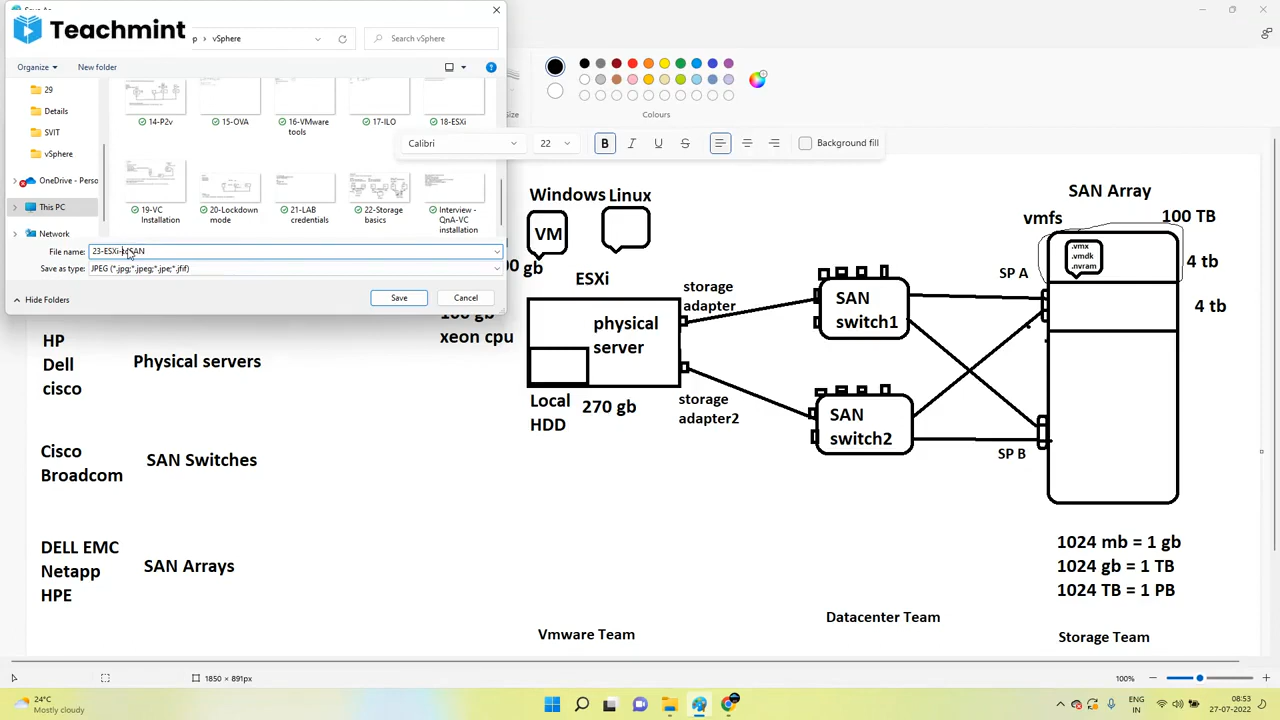 Teachmint
vSphere
Search vSphere
Organize
New folder
29
Details
SVIT
vSphere
OneDrive - Perso
This PC
Network
14-P2v
15-OVA
16-VMware
tools
17-ILO
18-ESXi
19-VC
Installation
20-Lockdown
mode
21-LAB
credentials
22-Storage
basics
Interview -
QnA-VC
installation
File name:
Save as type:
JPEG (*.jpg;*.jpeg;*.jpe;*.jfif)
Hide Folders
Save
Cancel
Size
Colours
Calibri
22
B
I
U
S
Background fill
Windows
Linux
VM
ESXi
physical
server
Local
HDD
270 gb
xeon cpu
storage
adapter
storage
adapter2
SAN
switch1
SAN
switch2
SAN Array
vmfs
100 TB
.vmx
.vmdk
.nvram
4 tb
4 tb
SP A
SP B
HP
Dell
cisco
Physical servers
Cisco
Broadcom
SAN Switches
DELL EMC
Netapp
HPE
SAN Arrays
1024 mb = 1 gb
1024 gb = 1 TB
1024 TB = 1 PB
Vmware Team
Datacenter Team
Storage Team
1850 × 891px
100%
24°C
Mostly cloudy
ENG
IN
08:53
27-07-2022